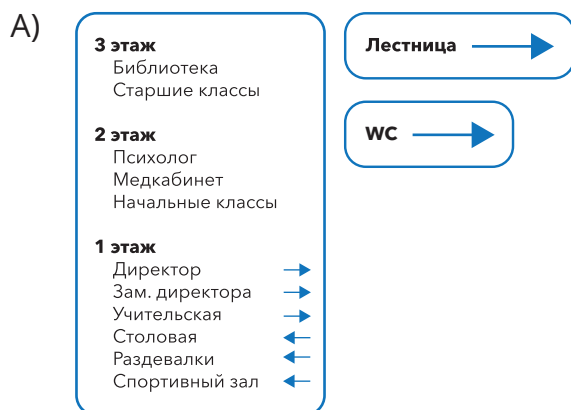 А)
3 этаж
Библиотека
Старшие классы
2 этаж
Психолог
Медкабинет
Начальные классы
1 этаж
Директор
Зам. директора
Учительская
Столовая
Раздевалки
Спортивный зал
Лестница
WC